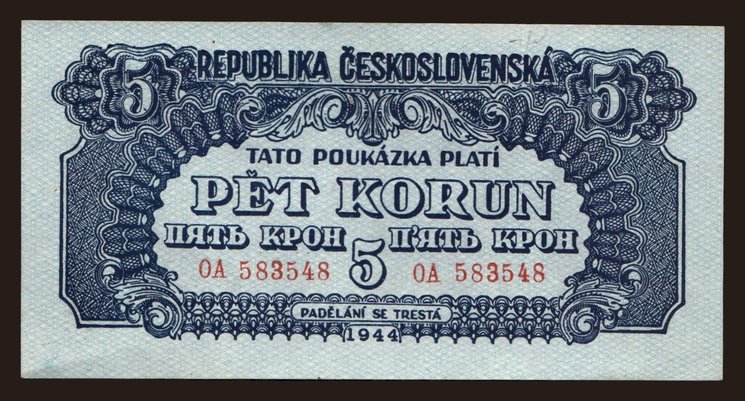 5 REPUBLIKA ČESKOSLOVENSKÁ 5
TATO POUKÁZKA PLATÍ
PĚT KORUN
ПЯТЬ КРОН 5 П'ЯТЬ КРОН
OA 583548 OA 583548
PADĚLÁNÍ SE TRESTÁ
1944